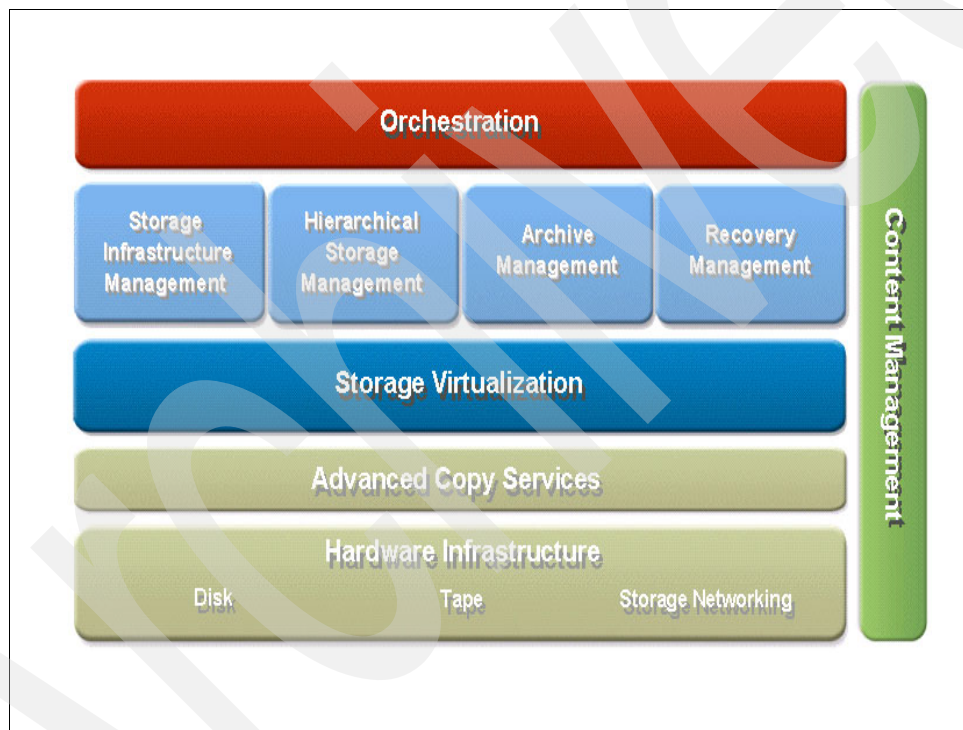 Orchestration
Storage
Infrastructure
Management
Hierarchical
Storage
Management
Archive
Management
Recovery
Management
Storage Virtualization
Advanced Copy Services
Hardware Infrastructure
Disk Tape Storage Networking
Content Management